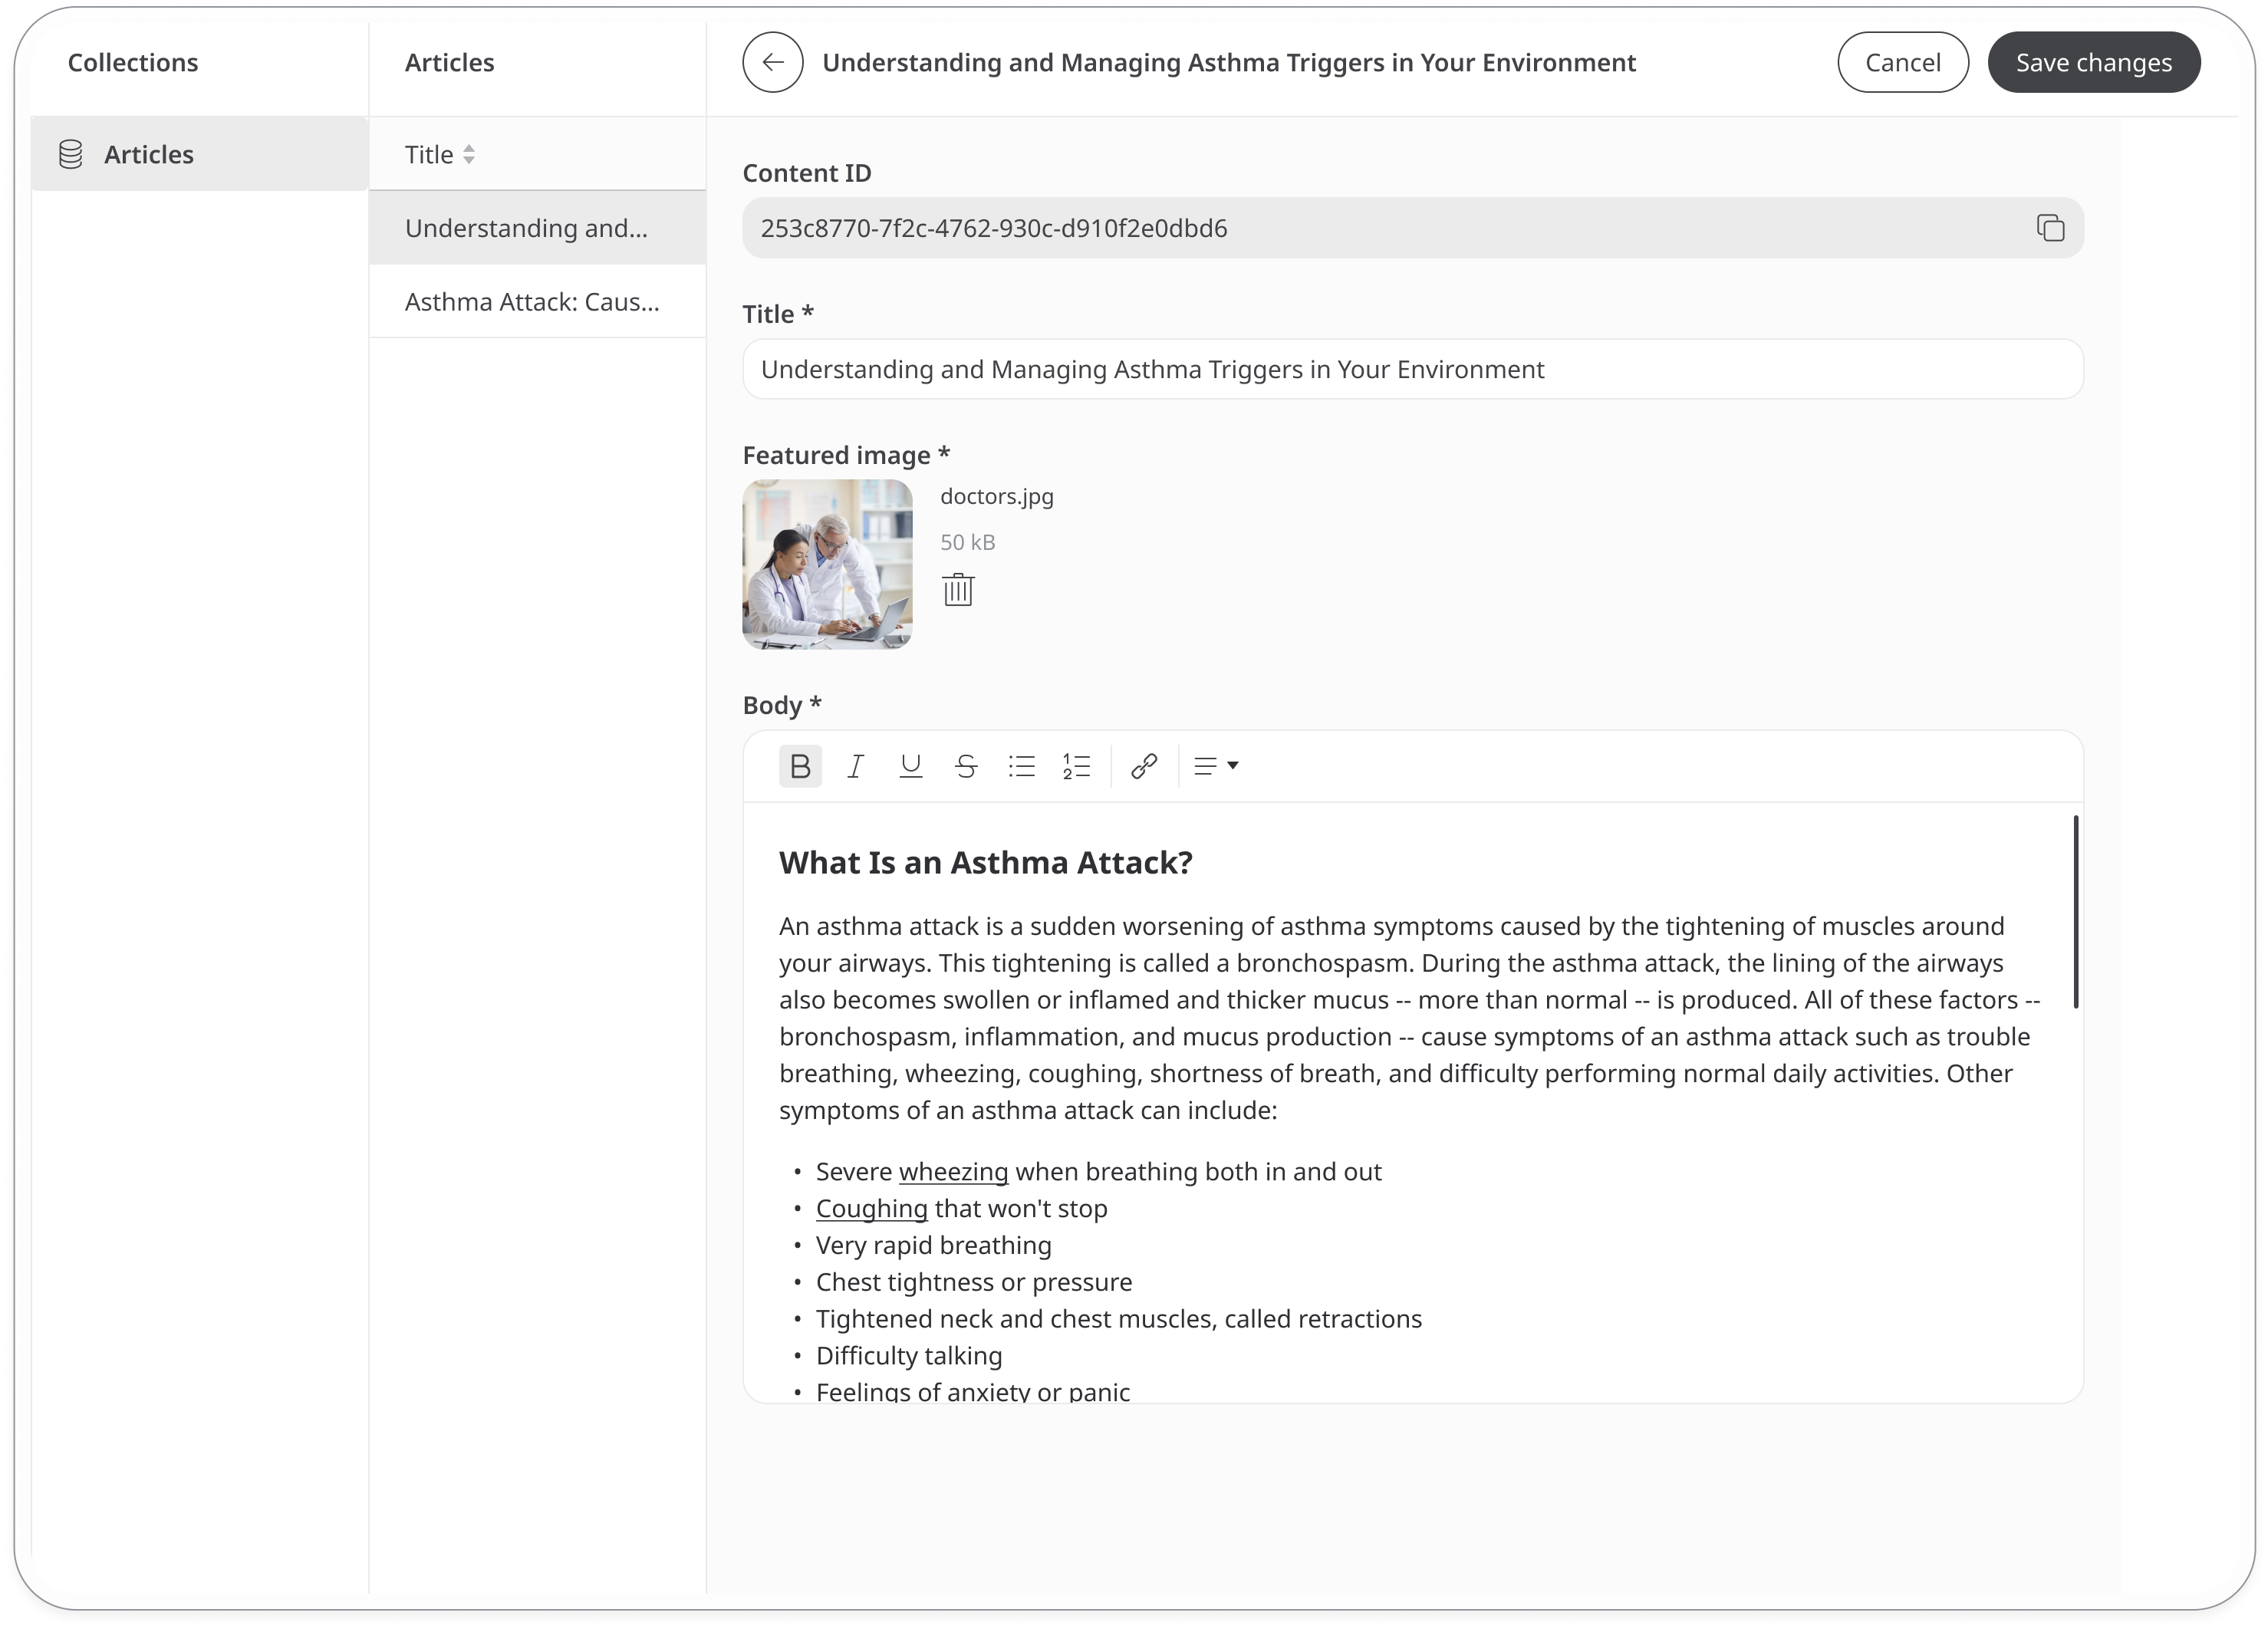 Collections
Articles
Understanding and Managing Asthma Triggers in Your Environment
Cancel
Save changes
Articles
Title
Understanding and...
Asthma Attack: Caus...
Content ID
253c8770-7f2c-4762-930c-d910f2e0dbd6
Title *
Understanding and Managing Asthma Triggers in Your Environment
Featured image *
doctors.jpg
50 kB
Body *
What Is an Asthma Attack?
An asthma attack is a sudden worsening of asthma symptoms caused by the tightening of muscles around
your airways. This tightening is called a bronchospasm. During the asthma attack, the lining of the airways
also becomes swollen or inflamed and thicker mucus -- more than normal -- is produced. All of these factors --
bronchospasm, inflammation, and mucus production -- cause symptoms of an asthma attack such as trouble
breathing, wheezing, coughing, shortness of breath, and difficulty performing normal daily activities. Other
symptoms of an asthma attack can include:
• Severe wheezing when breathing both in and out
• Coughing that won't stop
• Very rapid breathing
• Chest tightness or pressure
• Tightened neck and chest muscles, called retractions
• Difficulty talking
• Feelings of anxiety or panic